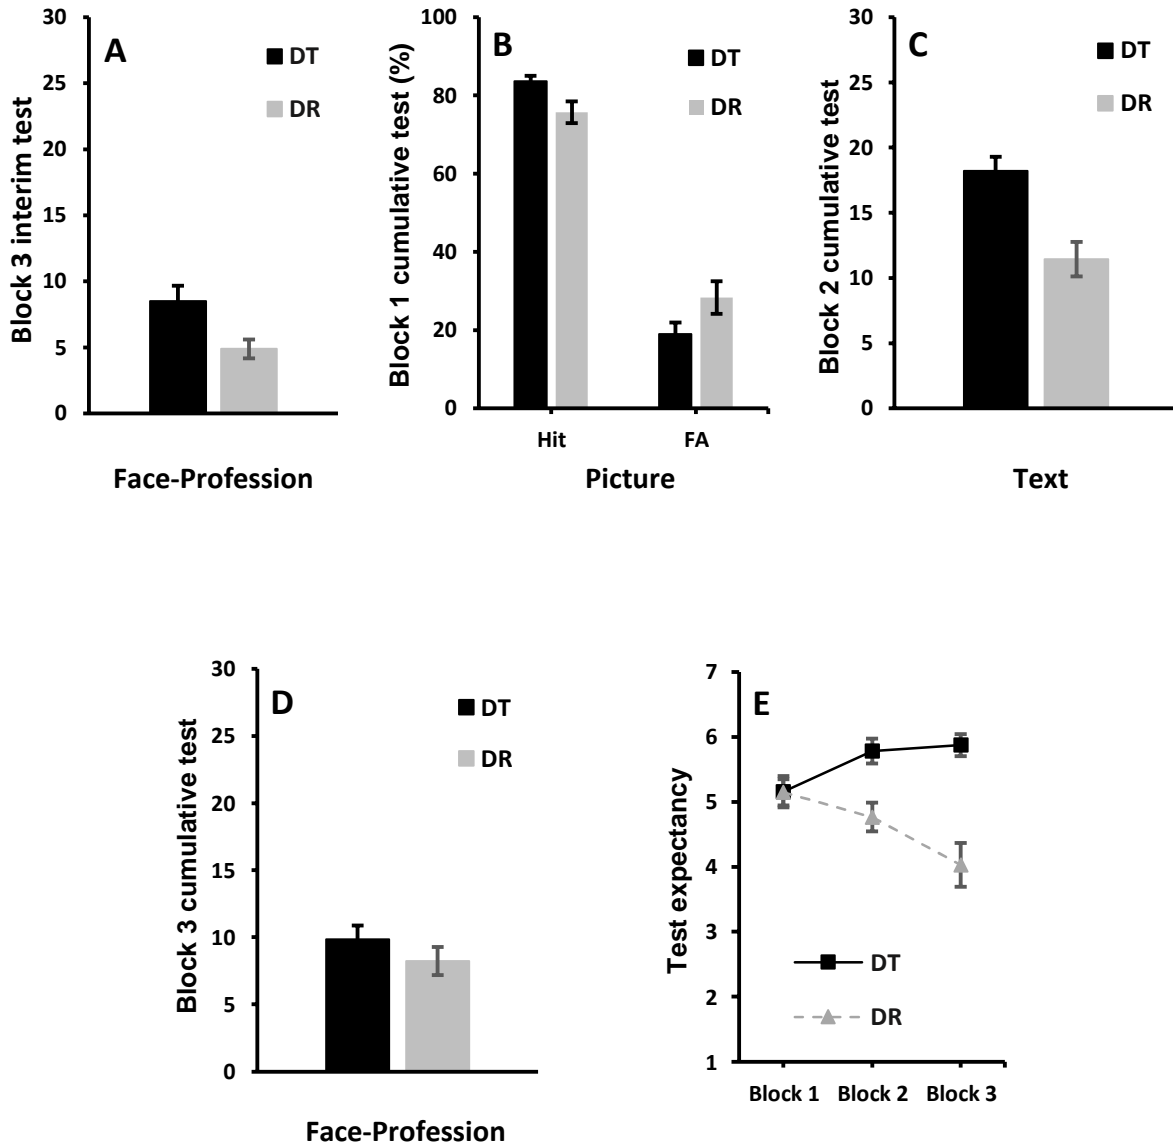 A
Block 3 interim test
30
25
20
15
10
5
0
DT
DR
Face-Profession
B
Block 1 cumulative test (%)
100
80
60
40
20
0
DT
DR
Hit
FA
Picture
C
Block 2 cumulative test
30
25
20
15
10
5
0
DT
DR
Text
D
Block 3 cumulative test
30
25
20
15
10
5
0
DT
DR
Face-Profession
E
Test expectancy
7
6
5
4
3
2
1
DT
DR
Block 1 Block 2 Block 3